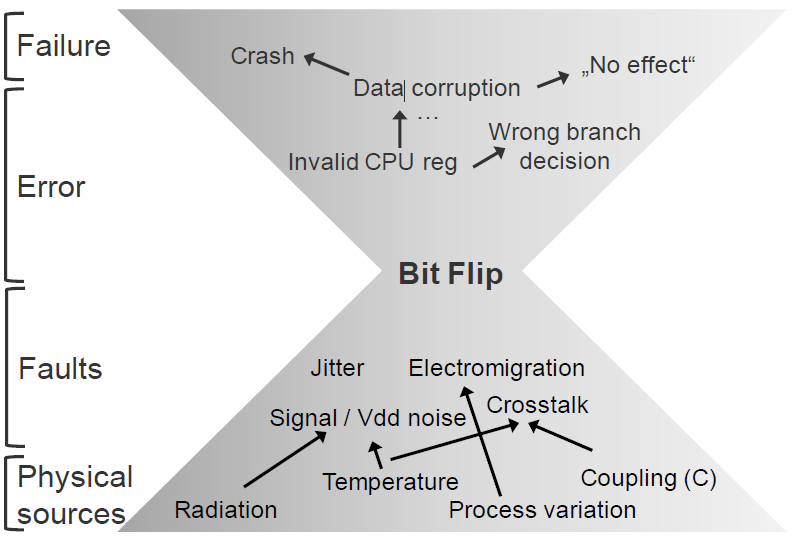 Failure
Crash
„No effect“
Data corruption
...
Wrong branch
decision
Invalid CPU reg
Error
Bit Flip
Faults
Jitter
Electromigration
Crosstalk
Signal / Vdd noise
Physical
sources
Temperature
Coupling (C)
Radiation
Process variation